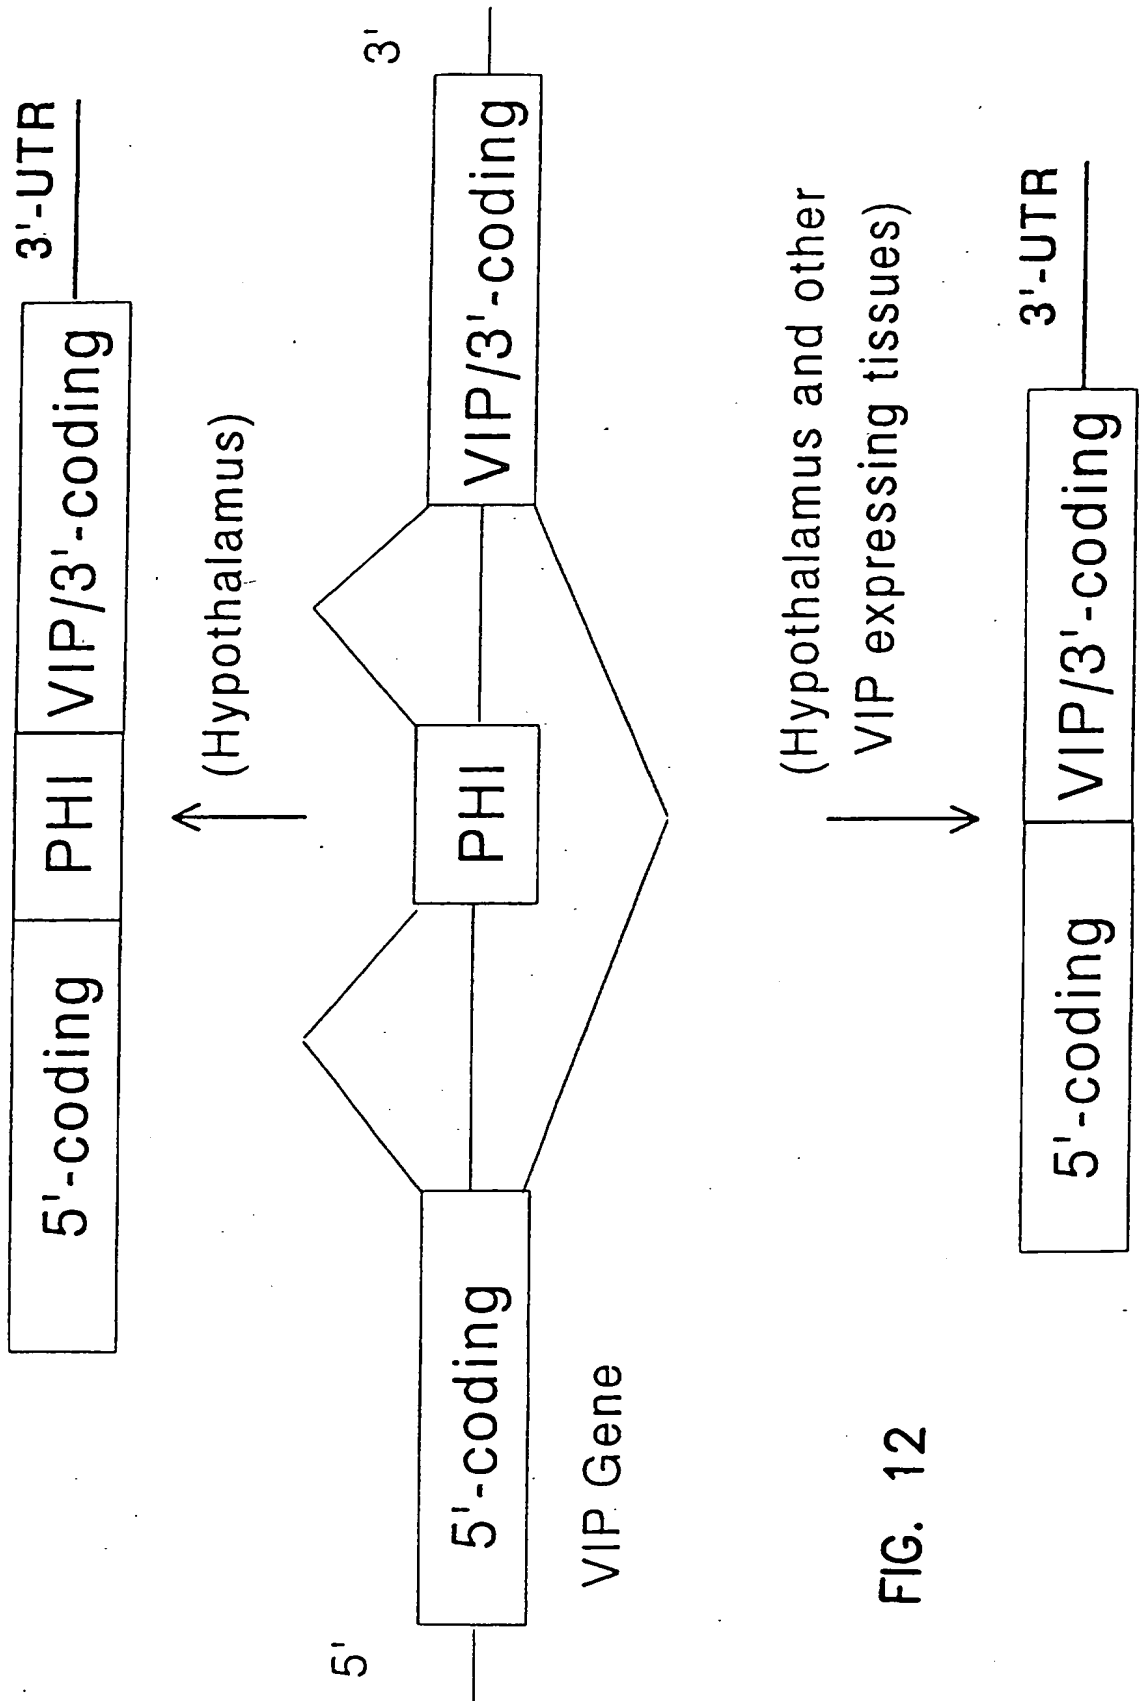 5'-coding
PHI
VIP/3'-coding
3'-UTR
(Hypothalamus)
5'
5'-coding
PHI
VIP/3'-coding
3'
VIP Gene
(Hypothalamus and other
VIP expressing tissues)
5'-coding
VIP/3'-coding
3'-UTR
FIG. 12